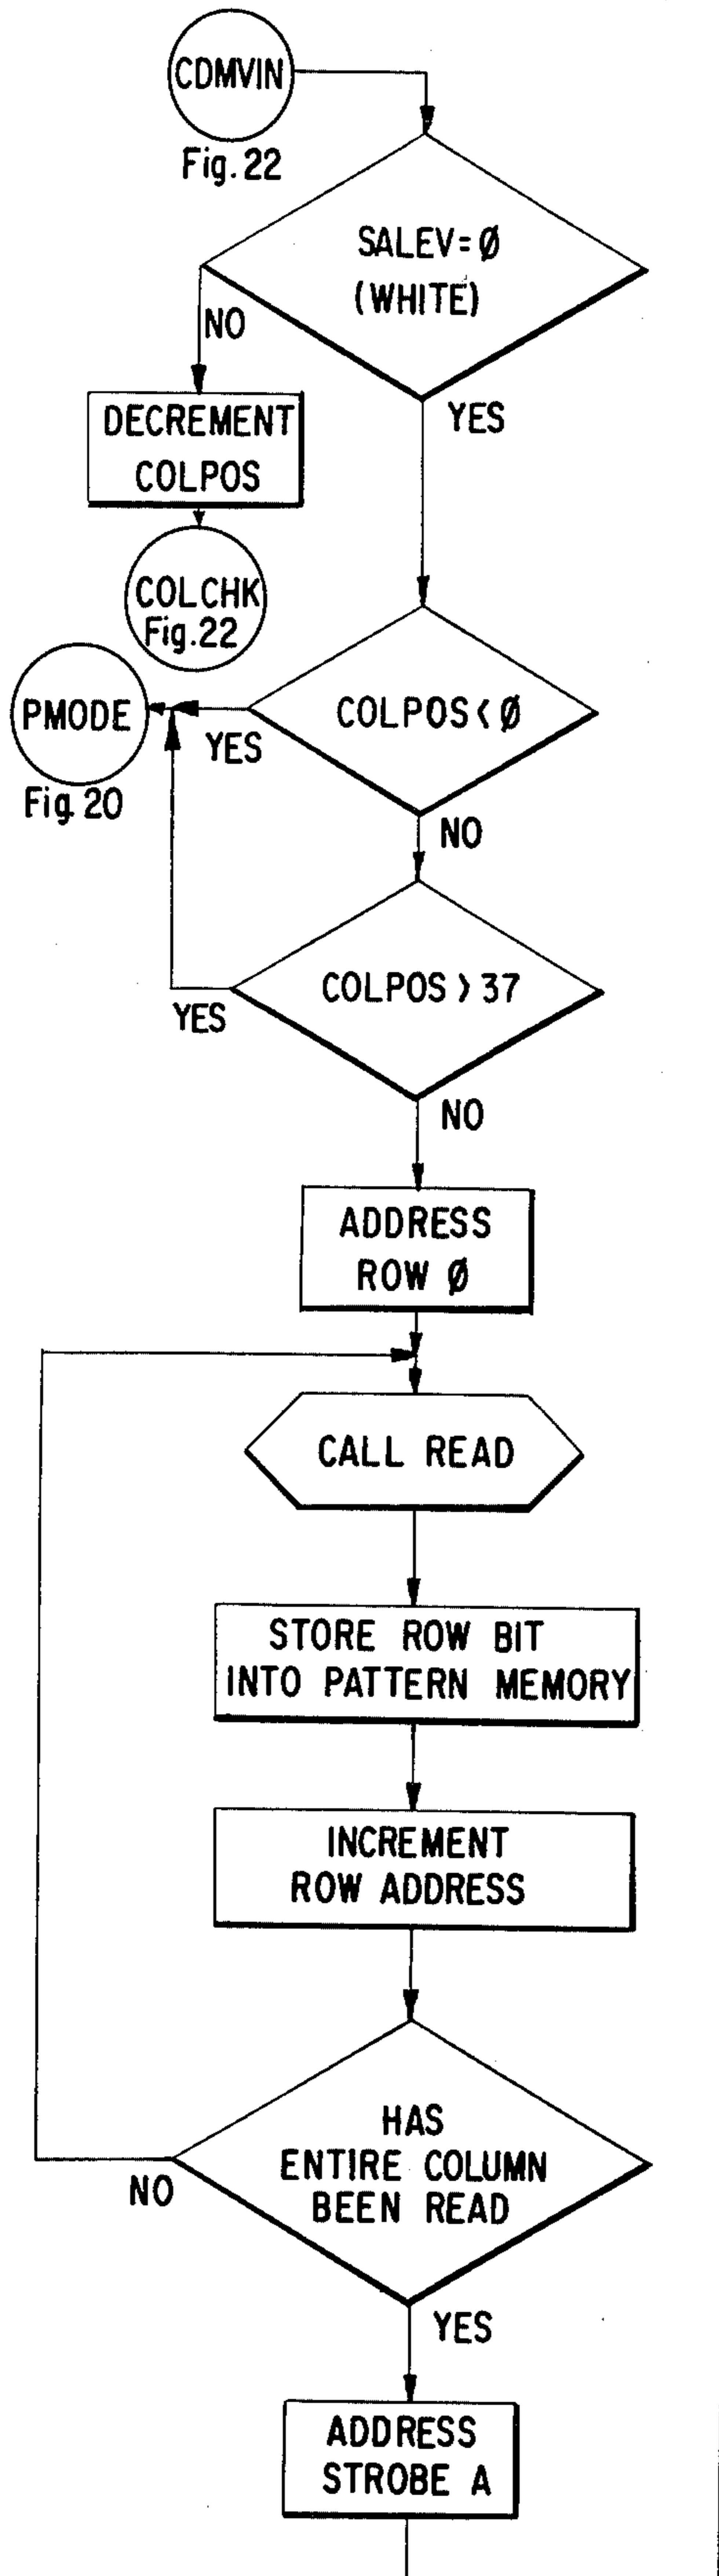 CDMVIN
Fig. 22
SALEV=Ø
(WHITE)
NO
YES
DECREMENT
COLPOS
COLCHK
Fig. 22
COLPOS<Ø
PMODE
YES
Fig 20
NO
COLPOS>37
YES
NO
ADDRESS
ROW Ø
CALL READ
STORE ROW BIT
INTO PATTERN MEMORY
INCREMENT
ROW ADDRESS
HAS
ENTIRE COLUMN
BEEN READ
NO
YES
ADDRESS
STROBE A